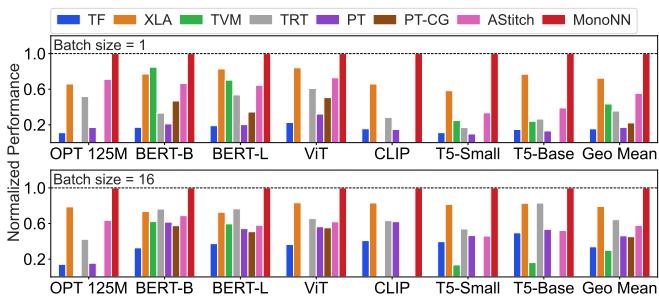 TF XLA TVM TRT PT PT-CG AStitch MonoNN
Normalized Performance
Batch size = 1
1.0
0.6
0.2
OPT 125M BERT-B BERT-L ViT CLIP T5-Small T5-Base Geo Mean
Batch size = 16
1.0
0.6
0.2
OPT 125M BERT-B BERT-L ViT CLIP T5-Small T5-Base Geo Mean